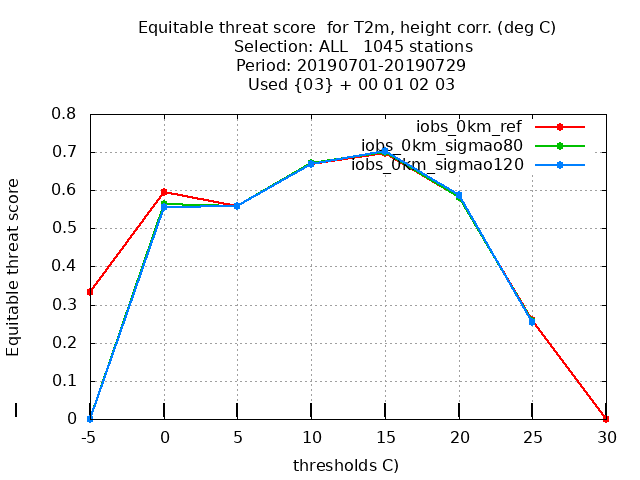 Equitable threat score for T2m, height corr. (deg C)
Selection: ALL 1045 stations
Period: 20190701-20190729
Used {03} + 00 01 02 03
iobs_0km_ref
iobs_0km_sigmao80
iobs_0km_sigmao120
Equitable threat score
0.8
0.7
0.6
0.5
0.4
0.3
0.2
0.1
0
-5 0 5 10 15 20 25 30
thresholds C)